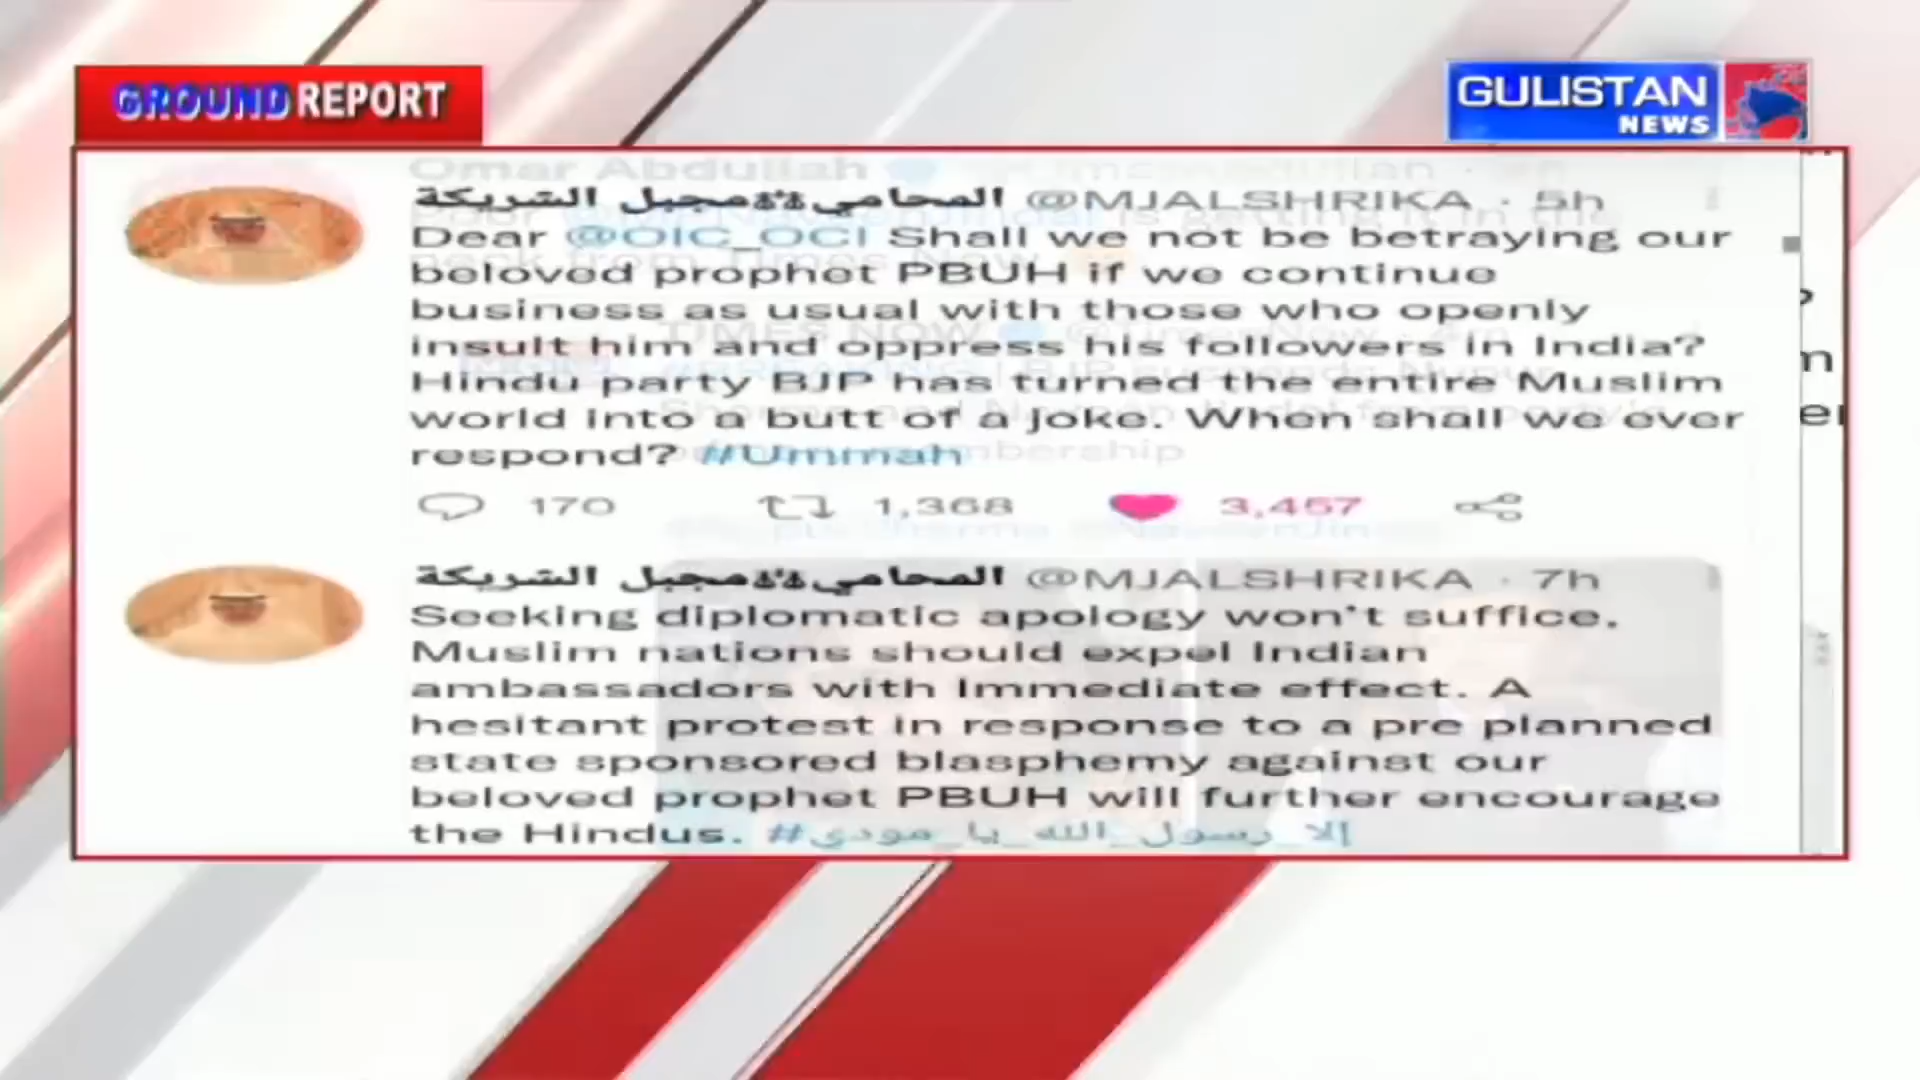 GROUND REPORT
GULISTAN
NEWS
المحامي⚖⚖مجبل الشريكة @MJALSHRIKA · 5h
Dear @OIC_OCI Shall we not be betraying our
beloved prophet PBUH if we continue
business as usual with those who openly
insult him and oppress his followers in India?
Hindu party BJP has turned the entire Muslim
world into a butt of a joke. When shall we ever
respond? #Ummah
170 1,368 3,457
المحامي⚖⚖مجبل الشريكة @MJALSHRIKA · 7h
Seeking diplomatic apology won't suffice.
Muslim nations should expel Indian
ambassadors with Immediate effect. A
hesitant protest in response to a pre planned
state sponsored blasphemy against our
beloved prophet PBUH will further encourage
the Hindus. #إلا_رسول_الله_يا_مودي
Omar Abdullah
TIMES NOW